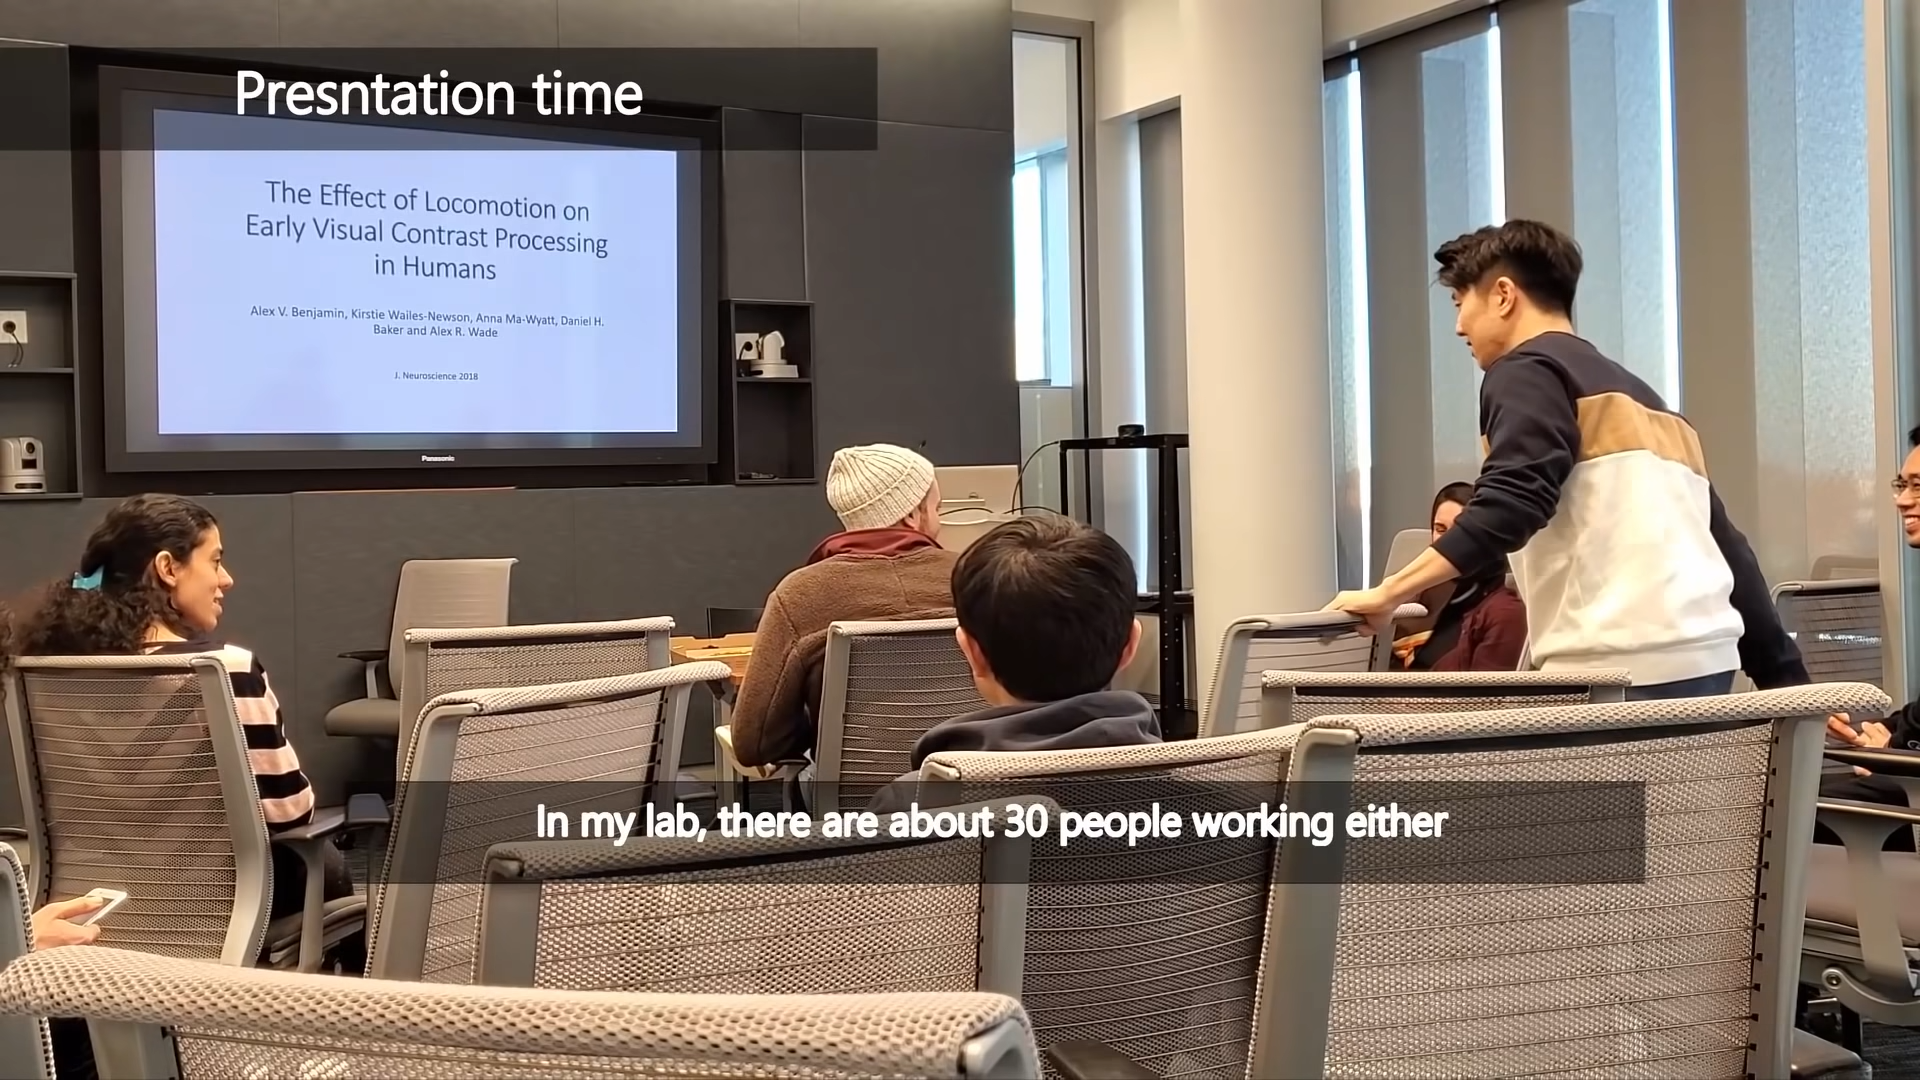 Presntation time
The Effect of Locomotion on
Early Visual Contrast Processing
in Humans
Alex V. Benjamin, Kirstie Wailes-Newson, Anna Ma-Wyatt, Daniel H.
Baker and Alex R. Wade
J. Neuroscience 2018
Panasonic
In my lab, there are about 30 people working either